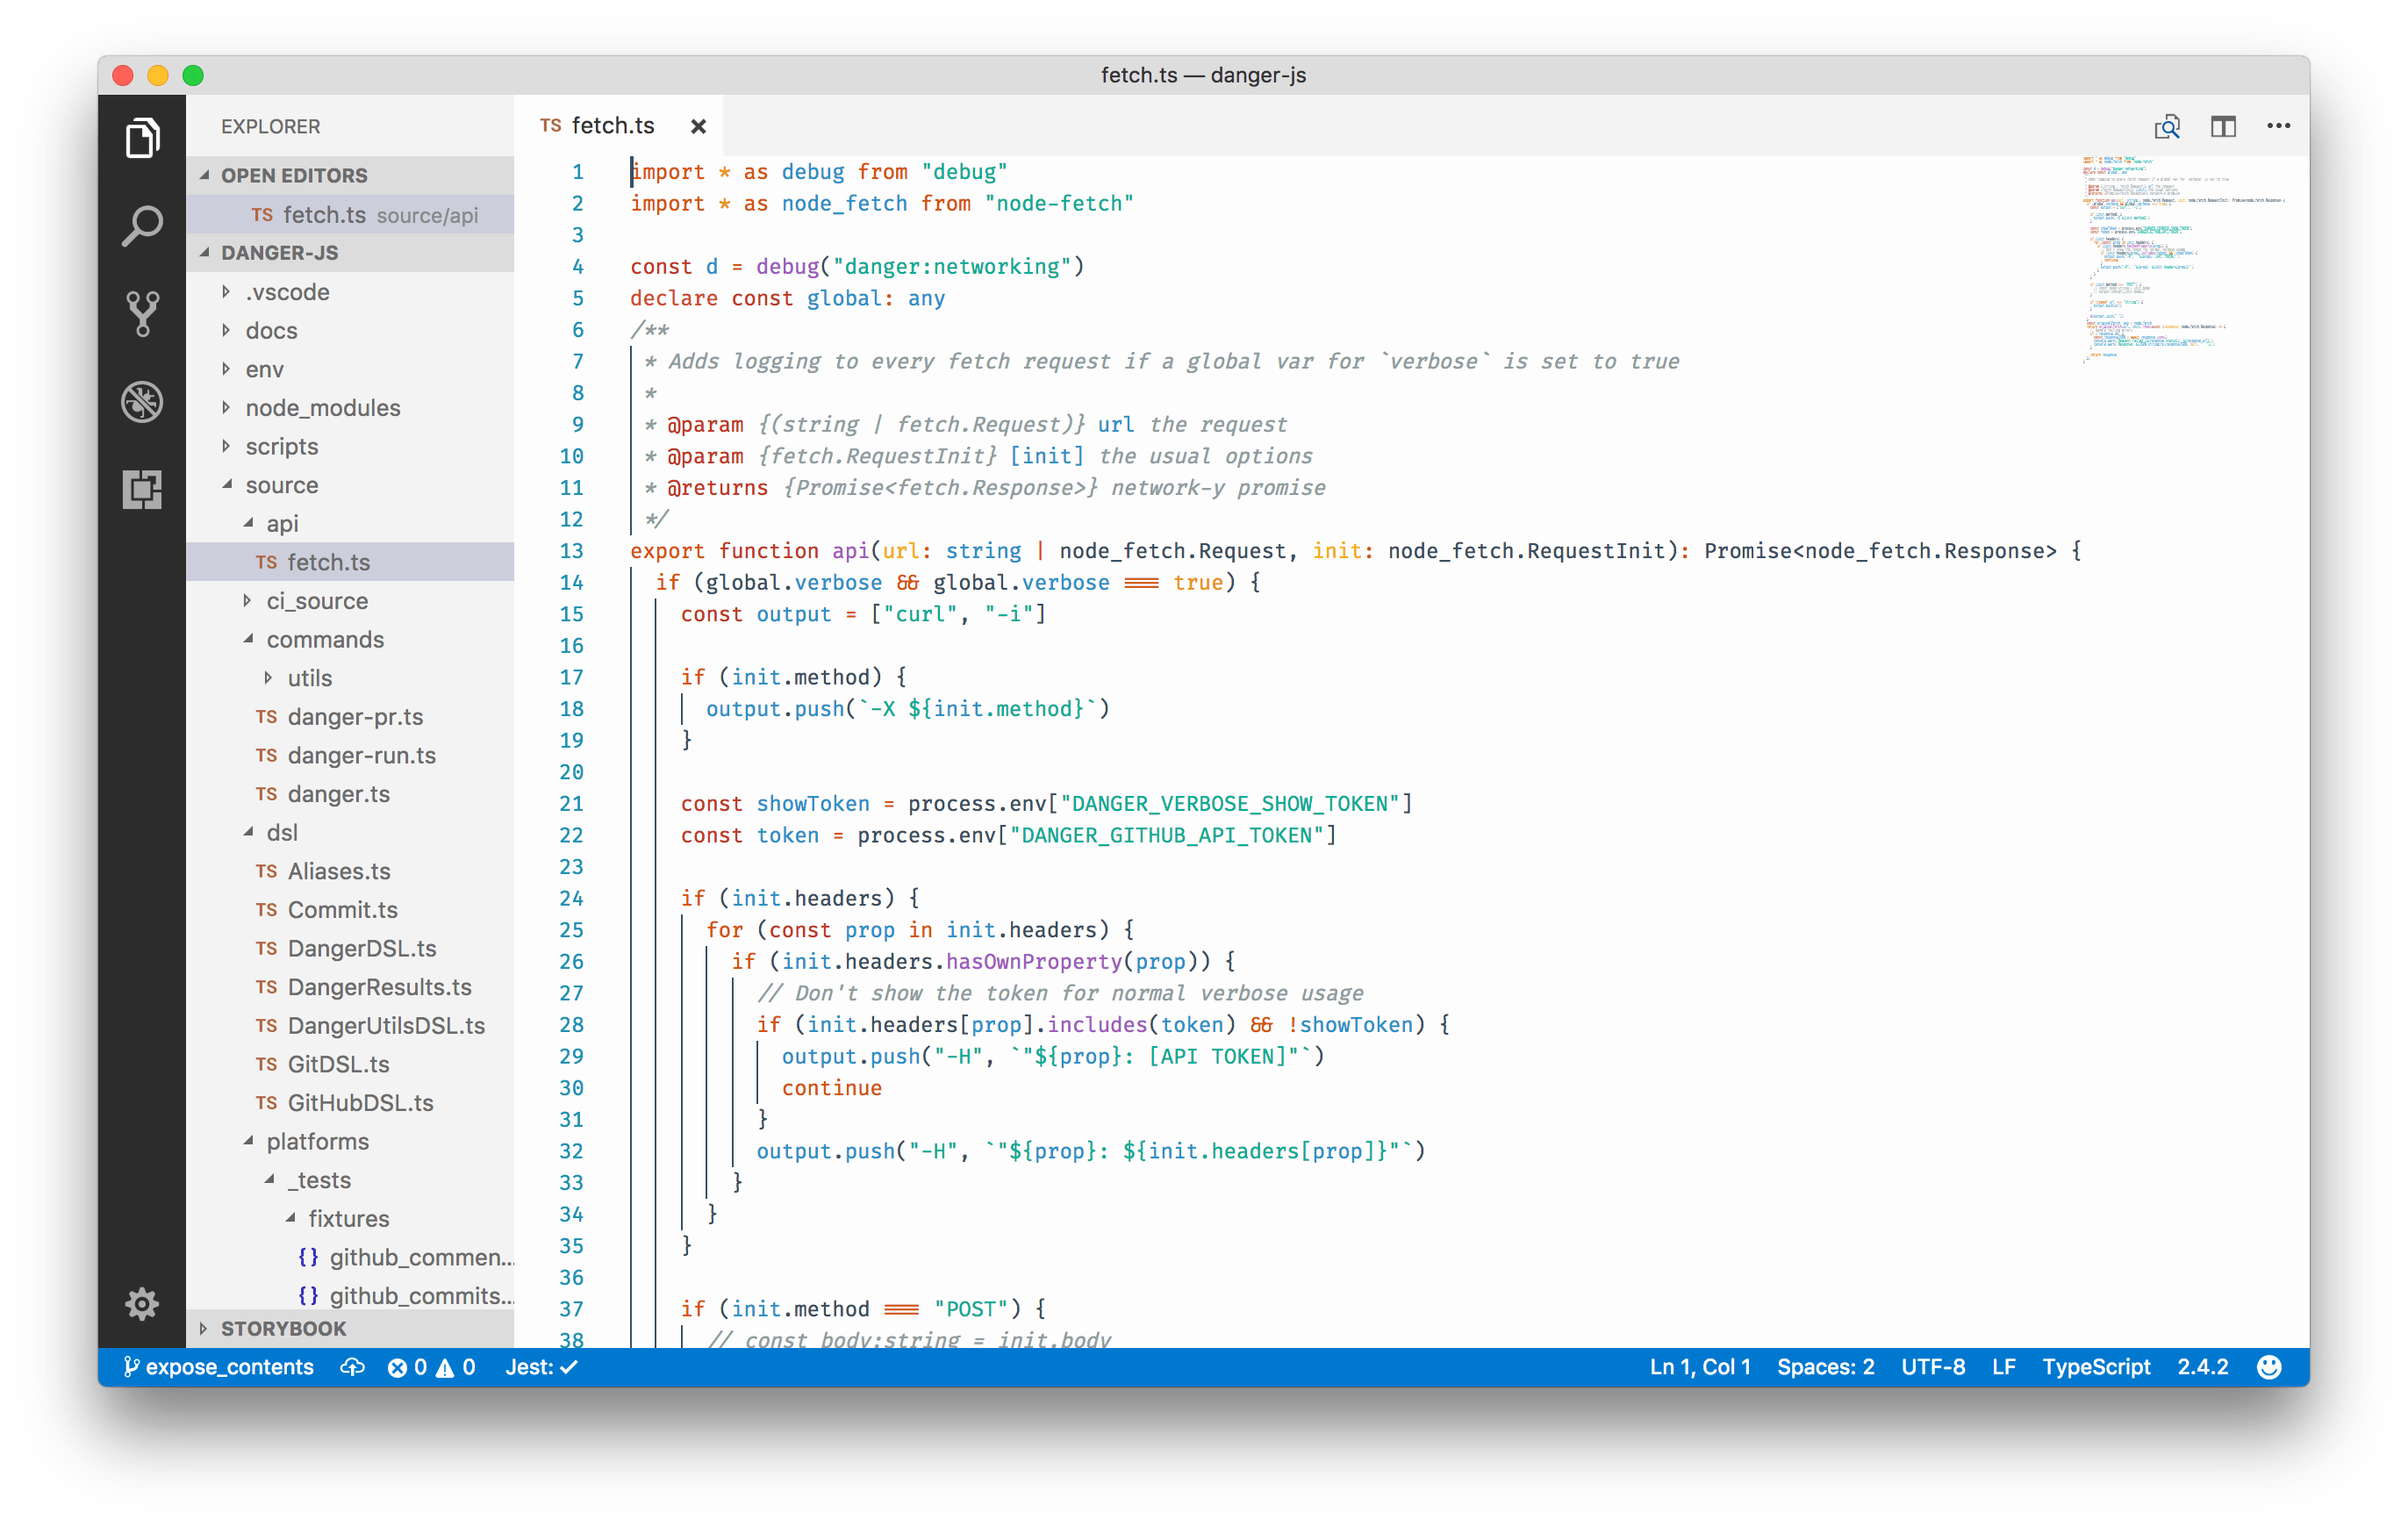 fetch.ts — danger-js
EXPLORER
OPEN EDITORS
TS fetch.ts source/api
DANGER-JS
.vscode
docs
env
node_modules
scripts
source
api
TS fetch.ts
ci_source
commands
utils
TS danger-pr.ts
TS danger-run.ts
TS danger.ts
dsl
TS Aliases.ts
TS Commit.ts
TS DangerDSL.ts
TS DangerResults.ts
TS DangerUtilsDSL.ts
TS GitDSL.ts
TS GitHubDSL.ts
platforms
_tests
fixtures
{} github_commen...
{} github_commits...
STORYBOOK
TS fetch.ts
1 import * as debug from "debug"
2 import * as node_fetch from "node-fetch"
3
4 const d = debug("danger:networking")
5 declare const global: any
6 /**
7 * Adds logging to every fetch request if a global var for `verbose` is set to true
8 *
9 * @param {(string | fetch.Request)} url the request
10 * @param {fetch.RequestInit} [init] the usual options
11 * @returns {Promise<fetch.Response>} network-y promise
12 */
13 export function api(url: string | node_fetch.Request, init: node_fetch.RequestInit): Promise<node_fetch.Response> {
14 if (global.verbose && global.verbose === true) {
15 const output = ["curl", "-i"]
16
17 if (init.method) {
18 output.push(`-X ${init.method}`)
19 }
20
21 const showToken = process.env["DANGER_VERBOSE_SHOW_TOKEN"]
22 const token = process.env["DANGER_GITHUB_API_TOKEN"]
23
24 if (init.headers) {
25 for (const prop in init.headers) {
26 if (init.headers.hasOwnProperty(prop)) {
27 // Don't show the token for normal verbose usage
28 if (init.headers[prop].includes(token) && !showToken) {
29 output.push("-H", `"${prop}: [API TOKEN]"`)
30 continue
31 }
32 output.push("-H", `"${prop}: ${init.headers[prop]}"`)
33 }
34 }
35 }
36
37 if (init.method === "POST") {
38 // const body:string = init.body
expose_contents 0 0 Jest: ✓ Ln 1, Col 1 Spaces: 2 UTF-8 LF TypeScript 2.4.2